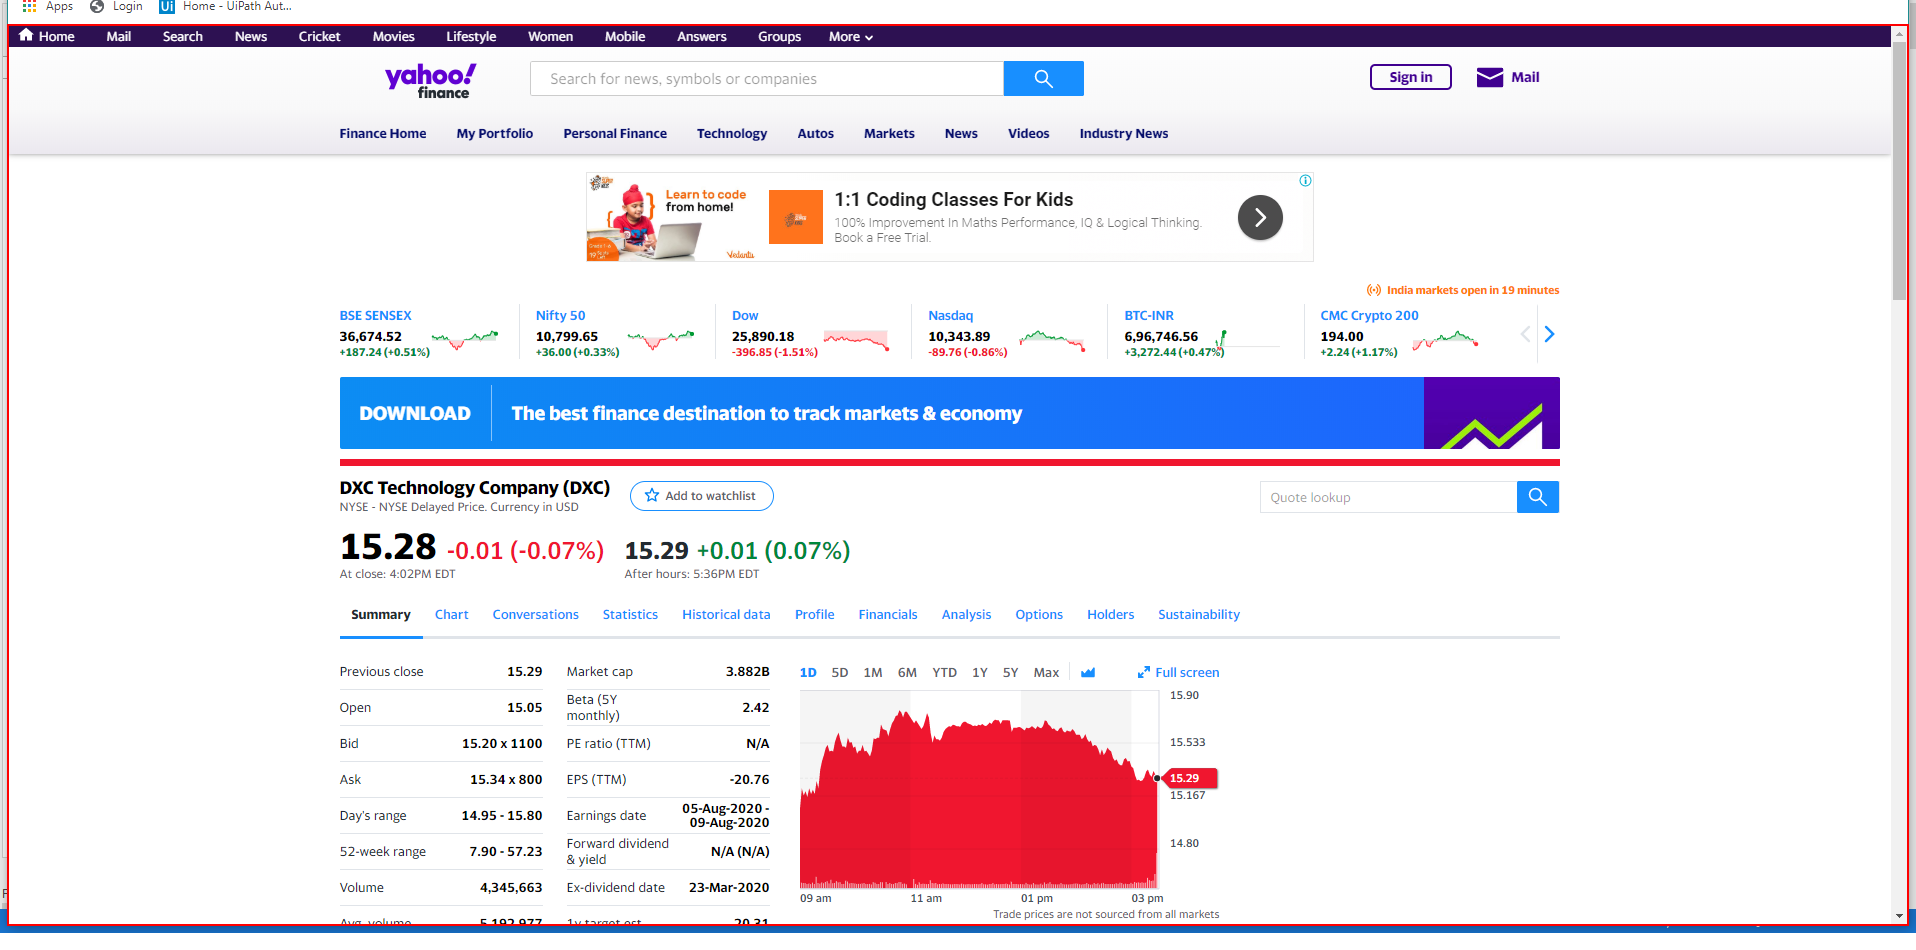 Apps Login Ui Home - UiPath Aut...
Home Mail Search News Cricket Movies Lifestyle Women Mobile Answers Groups More
yahoo!
finance
Search for news, symbols or companies
Sign in Mail
Finance Home My Portfolio Personal Finance Technology Autos Markets News Videos Industry News
Learn to code
from home!
Vedantu
1:1 Coding Classes For Kids
100% Improvement In Maths Performance, IQ & Logical Thinking.
Book a Free Trial.
India markets open in 19 minutes
BSE SENSEX
36,674.52
+187.24 (+0.51%)
Nifty 50
10,799.65
+36.00 (+0.33%)
Dow
25,890.18
-396.85 (-1.51%)
Nasdaq
10,343.89
-89.76 (-0.86%)
BTC-INR
6,96,746.56
+3,272.44 (+0.47%)
CMC Crypto 200
194.00
+2.24 (+1.17%)
DOWNLOAD The best finance destination to track markets & economy
DXC Technology Company (DXC)
NYSE - NYSE Delayed Price. Currency in USD
Add to watchlist
Quote lookup
15.28 -0.01 (-0.07%)
At close: 4:02PM EDT
15.29 +0.01 (0.07%)
After hours: 5:36PM EDT
Summary Chart Conversations Statistics Historical data Profile Financials Analysis Options Holders Sustainability
Previous close 15.29
Open 15.05
Bid 15.20 x 1100
Ask 15.34 x 800
Day's range 14.95 - 15.80
52-week range 7.90 - 57.23
Volume 4,345,663
Avg. volume 5,192,977
Market cap 3.882B
Beta (5Y
monthly) 2.42
PE ratio (TTM) N/A
EPS (TTM) -20.76
Earnings date 05-Aug-2020 -
09-Aug-2020
Forward dividend
& yield N/A (N/A)
Ex-dividend date 23-Mar-2020
1y target est 20.31
1D 5D 1M 6M YTD 1Y 5Y Max Full screen
15.90
15.533
15.29
15.167
14.80
09 am 11 am 01 pm 03 pm
Trade prices are not sourced from all markets